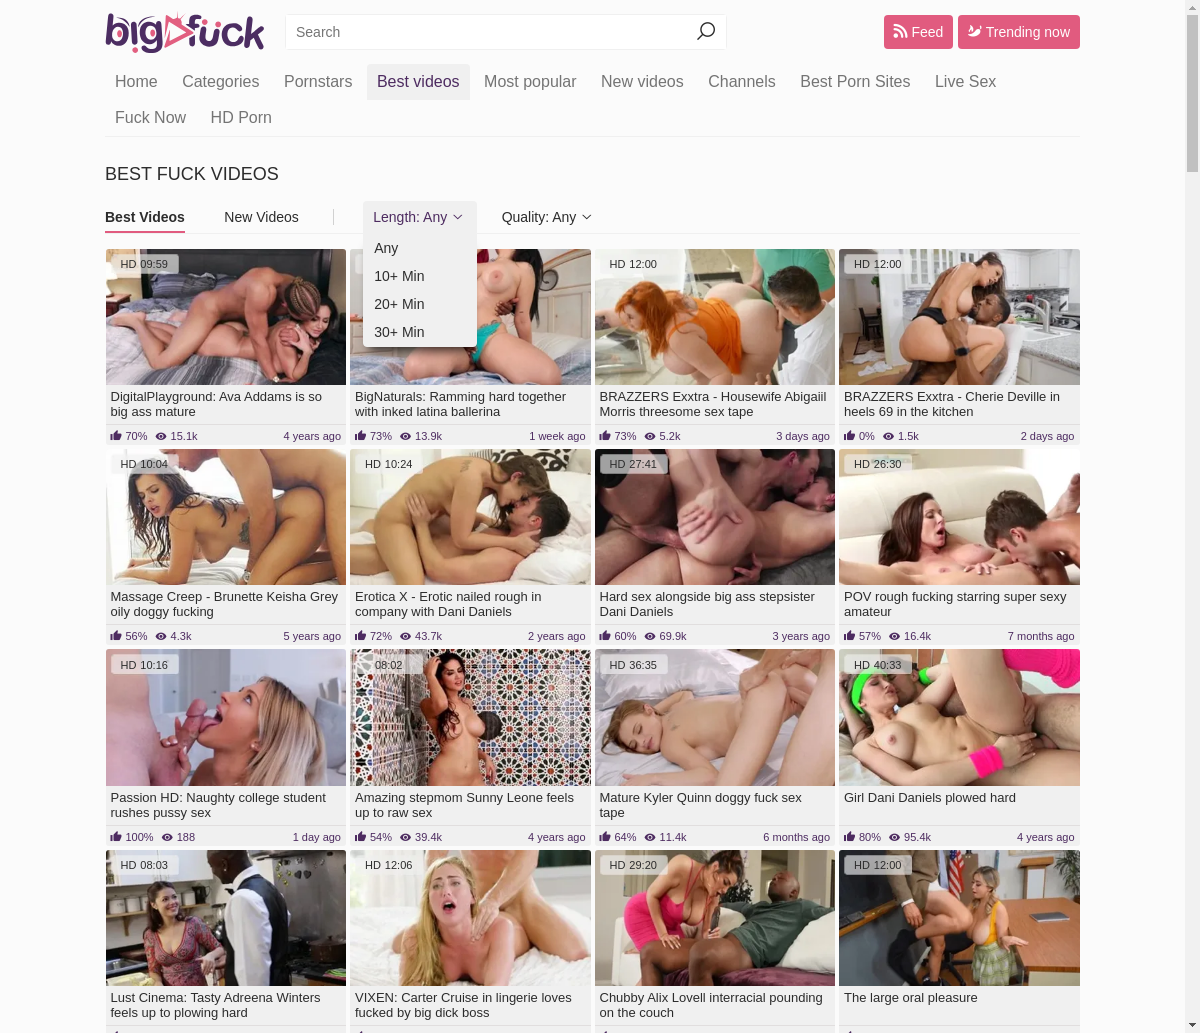 bigfuck
Search
Feed
Trending now
Home Categories Pornstars Best videos Most popular New videos Channels Best Porn Sites Live Sex
Fuck Now HD Porn
BEST FUCK VIDEOS
Best Videos New Videos Length: Any Quality: Any
Any
10+ Min
20+ Min
30+ Min
HD 09:59
HD 12:00
HD 12:00
DigitalPlayground: Ava Addams is so
big ass mature
70% 15.1k 4 years ago
BigNaturals: Ramming hard together
with inked latina ballerina
73% 13.9k 1 week ago
BRAZZERS Exxtra - Housewife Abigaiil
Morris threesome sex tape
73% 5.2k 3 days ago
BRAZZERS Exxtra - Cherie Deville in
heels 69 in the kitchen
0% 1.5k 2 days ago
HD 10:04
HD 10:24
HD 27:41
HD 26:30
Massage Creep - Brunette Keisha Grey
oily doggy fucking
56% 4.3k 5 years ago
Erotica X - Erotic nailed rough in
company with Dani Daniels
72% 43.7k 2 years ago
Hard sex alongside big ass stepsister
Dani Daniels
60% 69.9k 3 years ago
POV rough fucking starring super sexy
amateur
57% 16.4k 7 months ago
HD 10:16
08:02
HD 36:35
HD 40:33
Passion HD: Naughty college student
rushes pussy sex
100% 188 1 day ago
Amazing stepmom Sunny Leone feels
up to raw sex
54% 39.4k 4 years ago
Mature Kyler Quinn doggy fuck sex
tape
64% 11.4k 6 months ago
Girl Dani Daniels plowed hard
80% 95.4k 4 years ago
HD 08:03
HD 12:06
HD 29:20
HD 12:00
Lust Cinema: Tasty Adreena Winters
feels up to plowing hard
VIXEN: Carter Cruise in lingerie loves
fucked by big dick boss
Chubby Alix Lovell interracial pounding
on the couch
The large oral pleasure